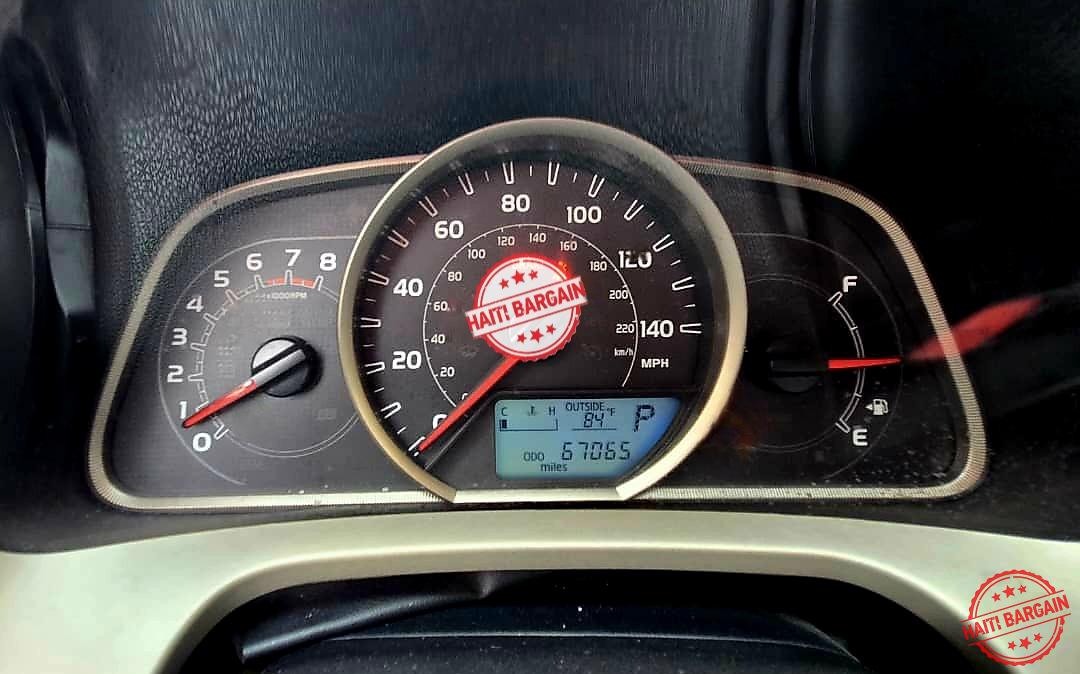 0
1
2
3
4
5
6
7
8
x1000RPM
20
40
60
80
100
120
140
MPH
20
40
60
80
100
120
140
160
180
200
220
km/h
HAITI BARGAIN
C H
OUTSIDE
84°F
P
ODO 67065
miles
F
E
HAITI BARGAIN